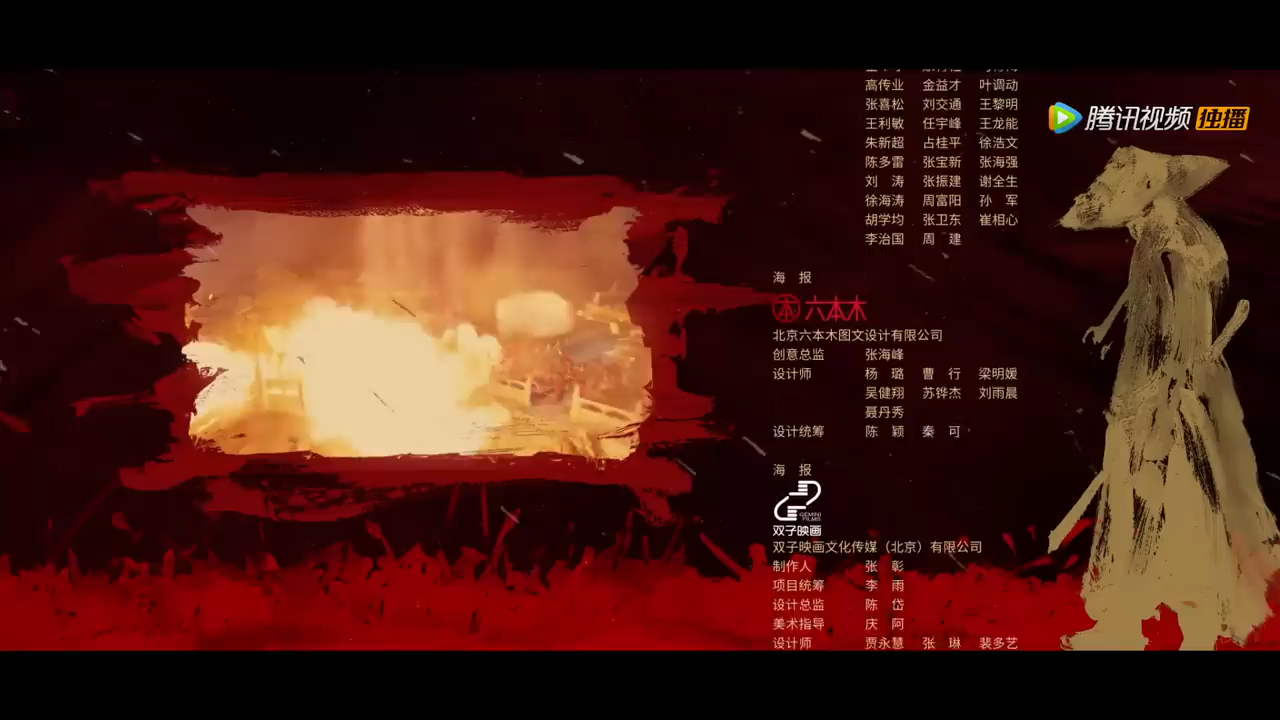 高传业 金益才 叶调动
张喜松 刘交通 王黎明
王利敏 任宇峰 王龙能
朱新超 占桂平 徐浩文
陈多雷 张宝新 张海强
刘 涛 张振建 谢全生
徐海涛 周富阳 孙 军
胡学均 张卫东 崔相心
李治国 周 建
腾讯视频 独播
海 报
本 六本木
北京六本木图文设计有限公司
创意总监 张海峰
设计师 杨 璐 曹 行 梁明媛
吴健翔 苏铧杰 刘雨晨
聂丹秀
设计统筹 陈 颖 秦 可
海 报
GEMINI
FILMS
双子映画
双子映画文化传媒（北京）有限公司
制作人 张 彰
项目统筹 李 雨
设计总监 陈 岱
美术指导 庆 阿
设计师 贾永慧 张 琳 裴多艺